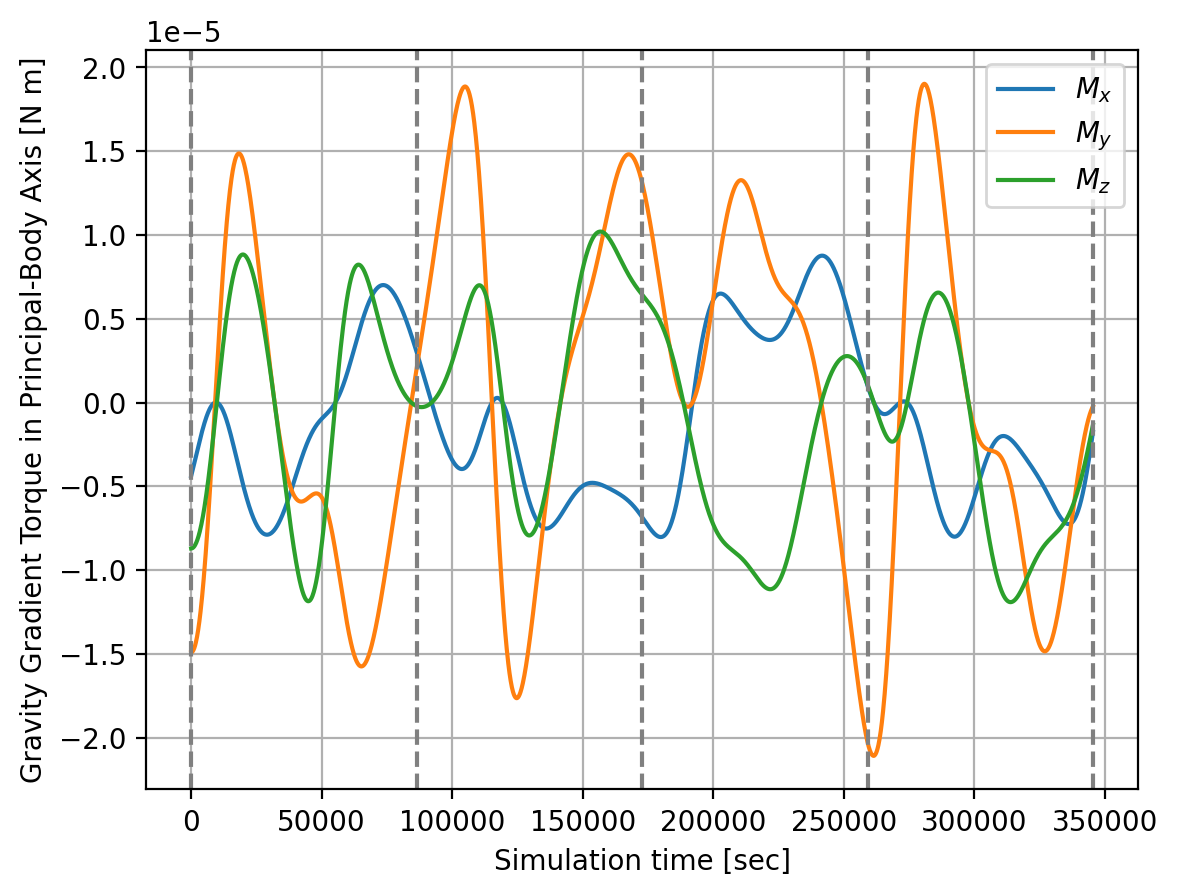 1e−5
Gravity Gradient Torque in Principal-Body Axis [N m]
2.0
1.5
1.0
0.5
0.0
−0.5
−1.0
−1.5
−2.0
M_x
M_y
M_z
0 50000 100000 150000 200000 250000 300000 350000
Simulation time [sec]